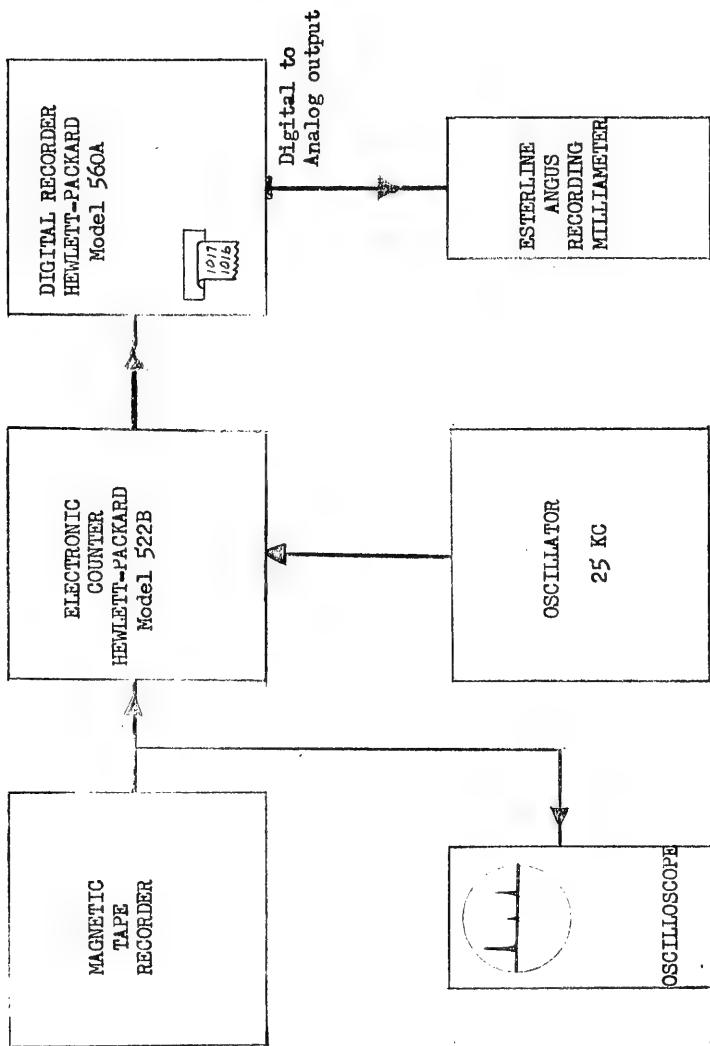 MAGNETIC
TAPE
RECORDER
ELECTRONIC
COUNTER
HEWLETT-PACKARD
Model 522B
DIGITAL RECORDER
HEWLETT-PACKARD
Model 560A
1017
1016
Digital to
Analog output
OSCILLOSCOPE
OSCILLATOR
25 KC
ESTERLINE
ANGUS
RECORDING
MILLIAMETER